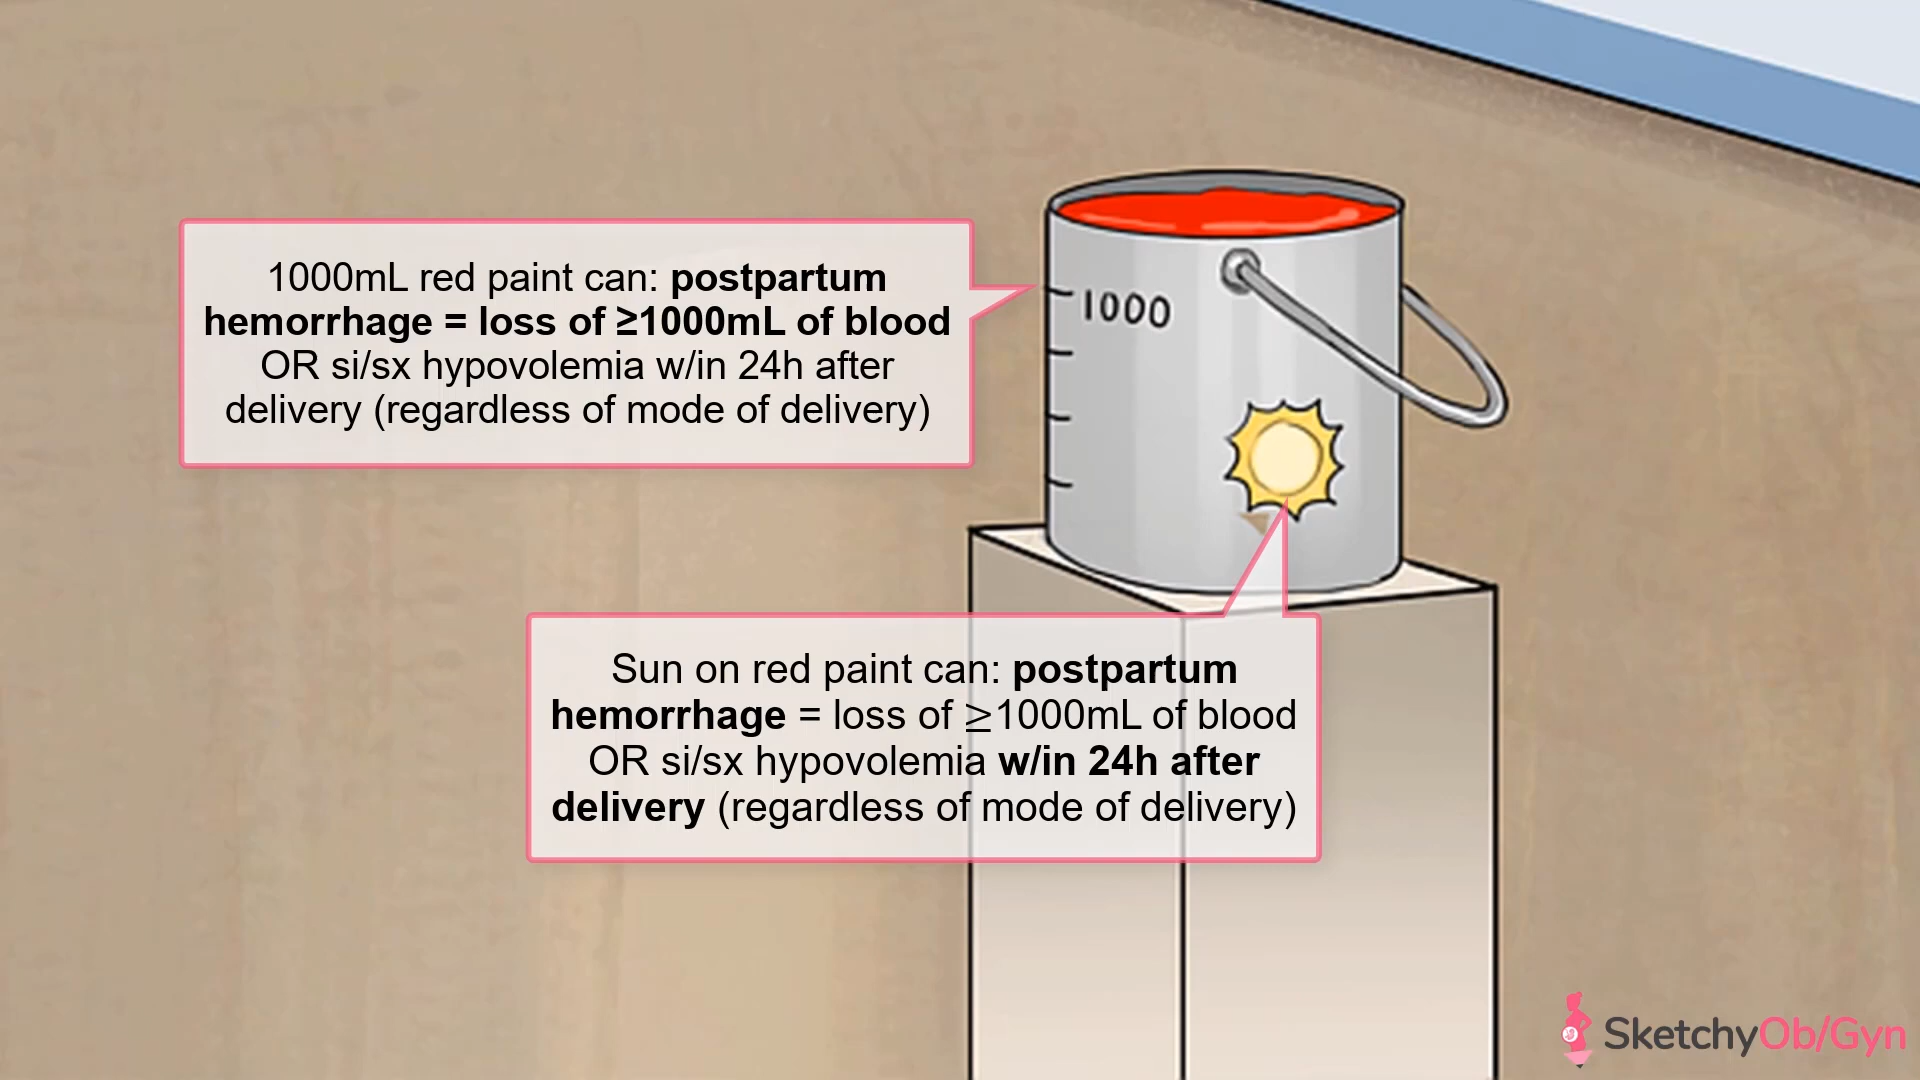 1000mL red paint can: postpartum
hemorrhage = loss of ≥1000mL of blood
OR si/sx hypovolemia w/in 24h after
delivery (regardless of mode of delivery)
1000
Sun on red paint can: postpartum
hemorrhage = loss of ≥1000mL of blood
OR si/sx hypovolemia w/in 24h after
delivery (regardless of mode of delivery)
SketchyOb/Gyn